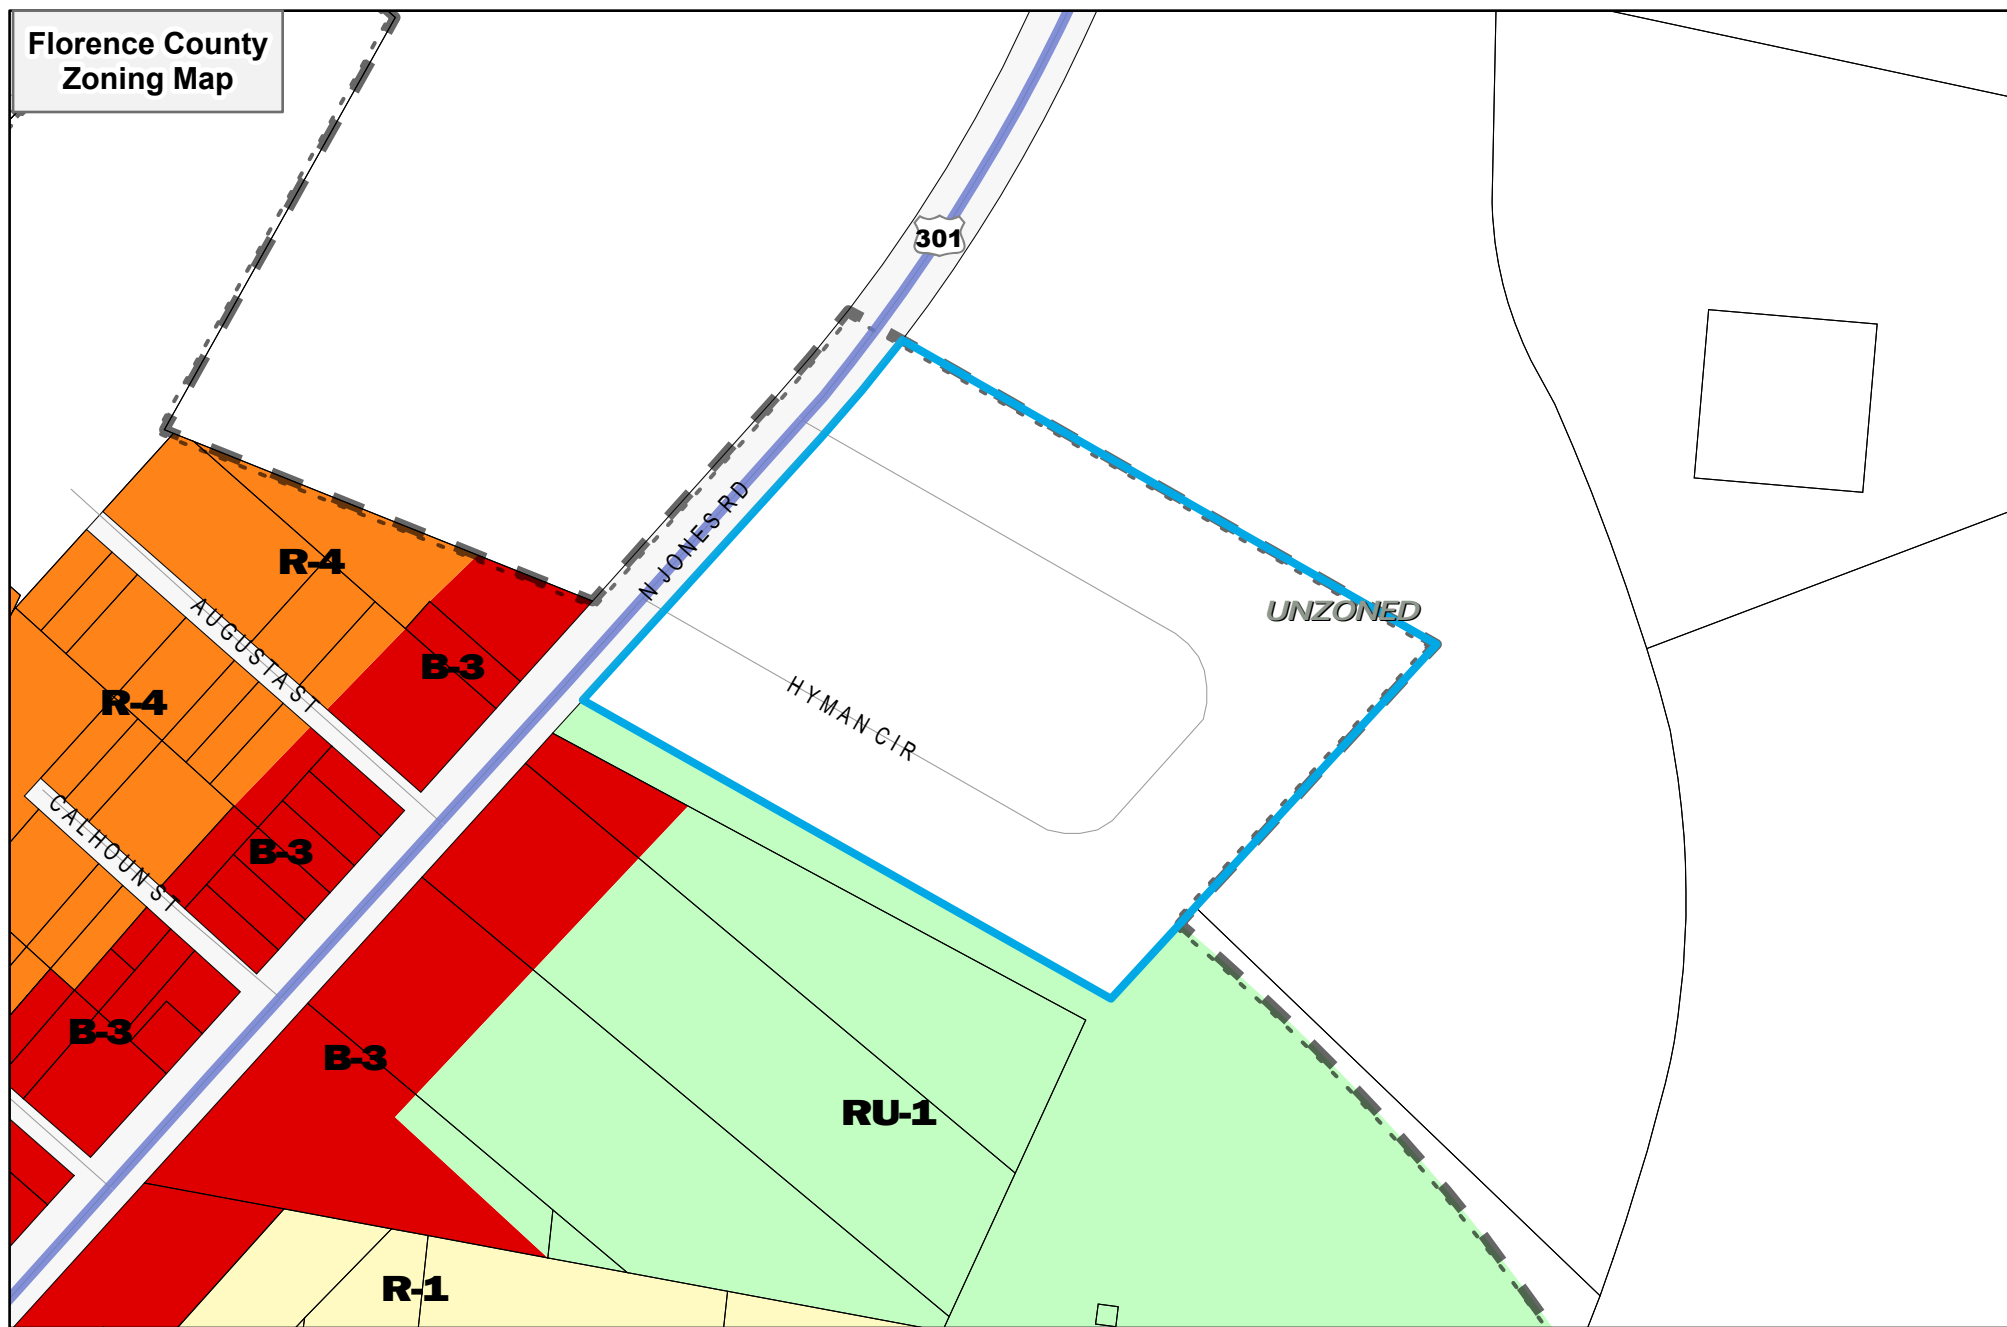 Florence County
Zoning Map
301
N JONES RD
R-4
AUGUSTA ST
UNZONED
B-3
R-4
HYMAN CIR
CALHOUN ST
B-3
B-3
B-3
RU-1
R-1